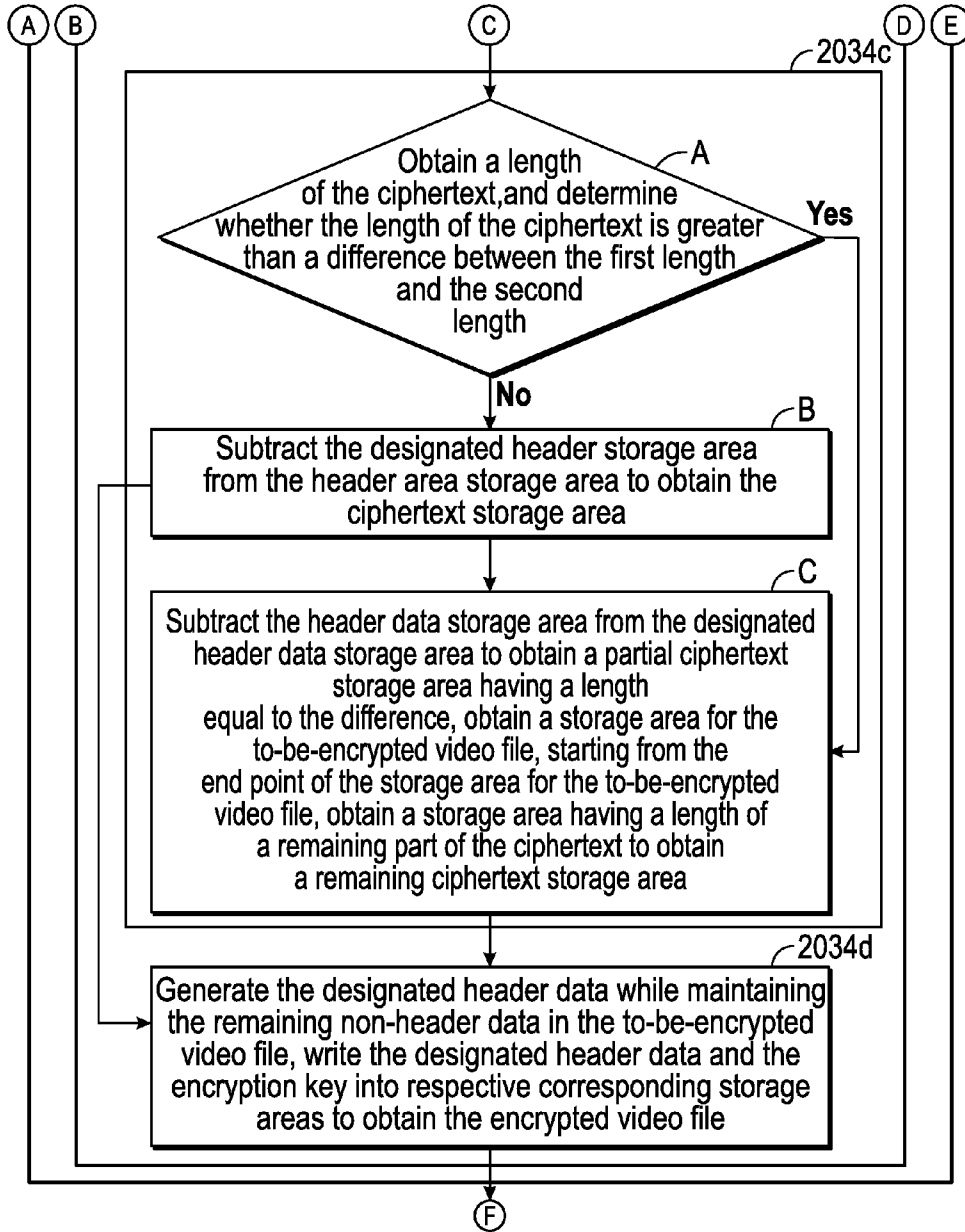 A B C D E
2034c
A
Obtain a length
of the ciphertext,and determine
whether the length of the ciphertext is greater
than a difference between the first length
and the second
length
Yes
No
B
Subtract the designated header storage area
from the header area storage area to obtain the
ciphertext storage area
C
Subtract the header data storage area from the designated
header data storage area to obtain a partial ciphertext
storage area having a length
equal to the difference, obtain a storage area for the
to-be-encrypted video file, starting from the
end point of the storage area for the to-be-encrypted
video file, obtain a storage area having a length of
a remaining part of the ciphertext to obtain
a remaining ciphertext storage area
2034d
Generate the designated header data while maintaining
the remaining non-header data in the to-be-encrypted
video file, write the designated header data and the
encryption key into respective corresponding storage
areas to obtain the encrypted video file
F